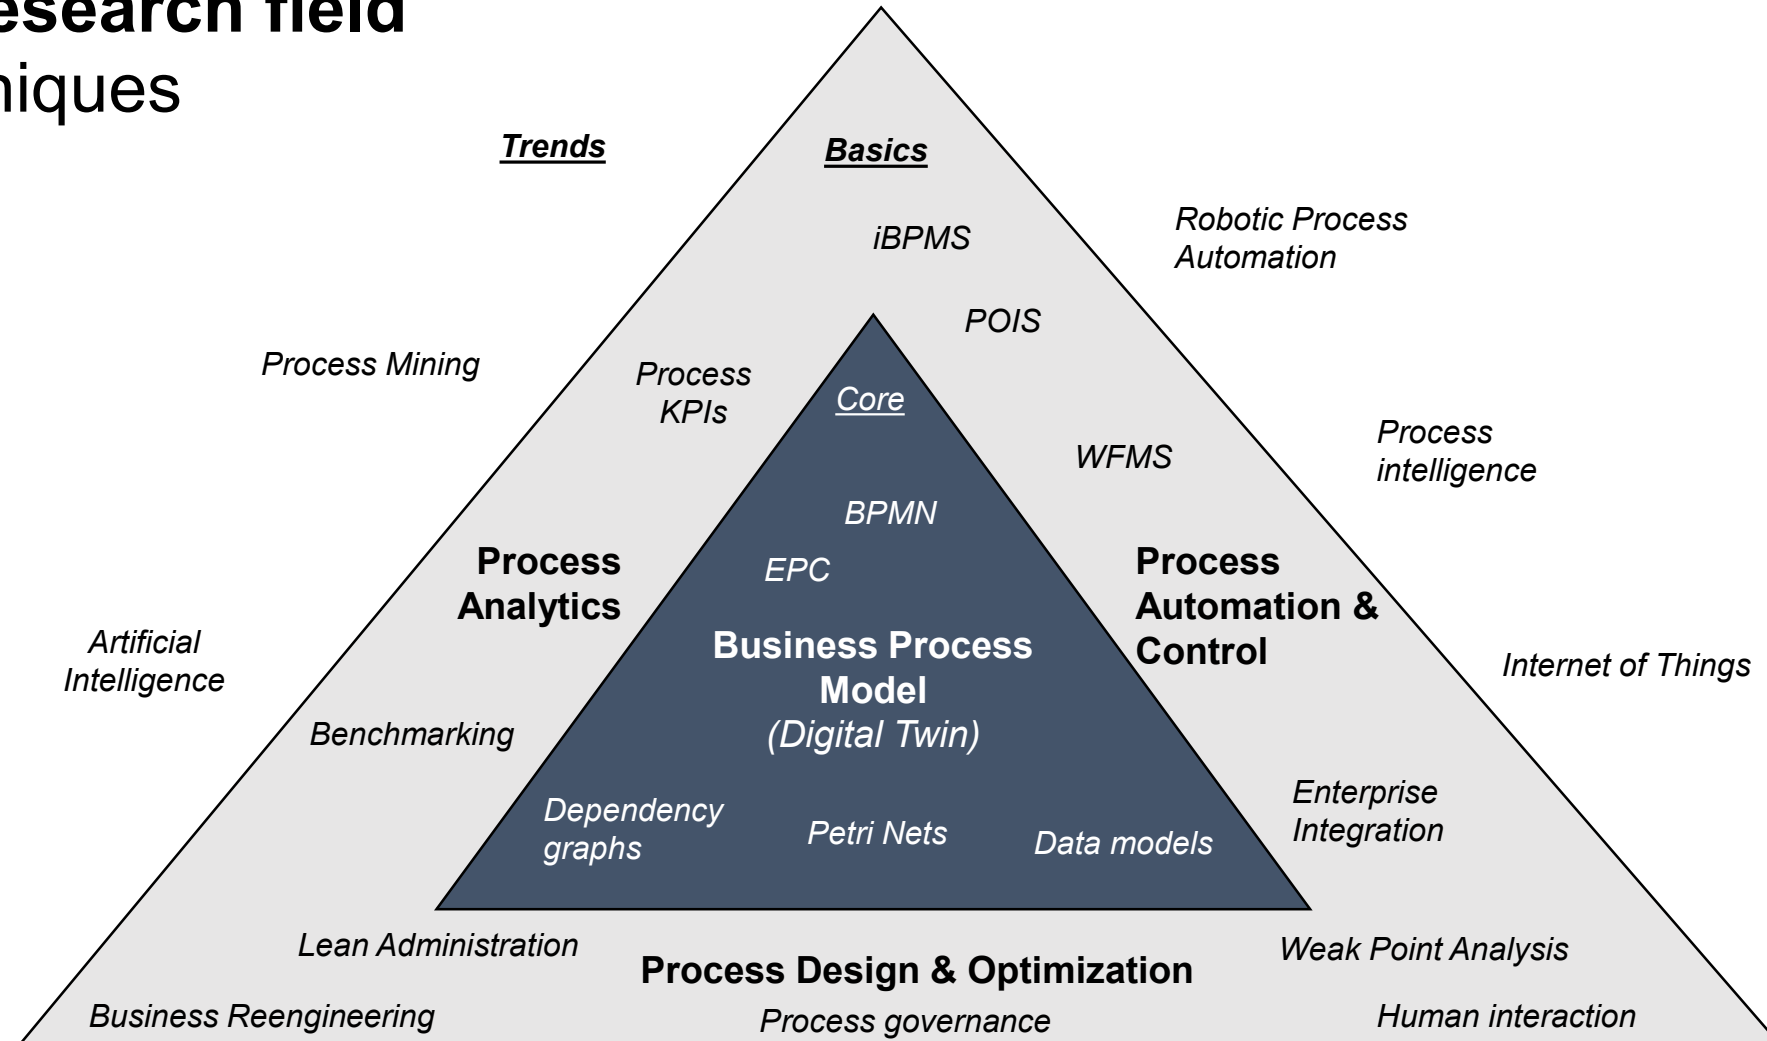 esearch field
niques
Trends
Basics
iBPMS
Robotic Process
Automation
POIS
Process Mining
Process
KPIs
Core
Process
intelligence
WFMS
BPMN
EPC
Process
Analytics
Process
Automation &
Control
Business Process
Model
(Digital Twin)
Artificial
Intelligence
Internet of Things
Benchmarking
Enterprise
Integration
Dependency
graphs
Petri Nets
Data models
Lean Administration
Weak Point Analysis
Process Design & Optimization
Business Reengineering
Process governance
Human interaction